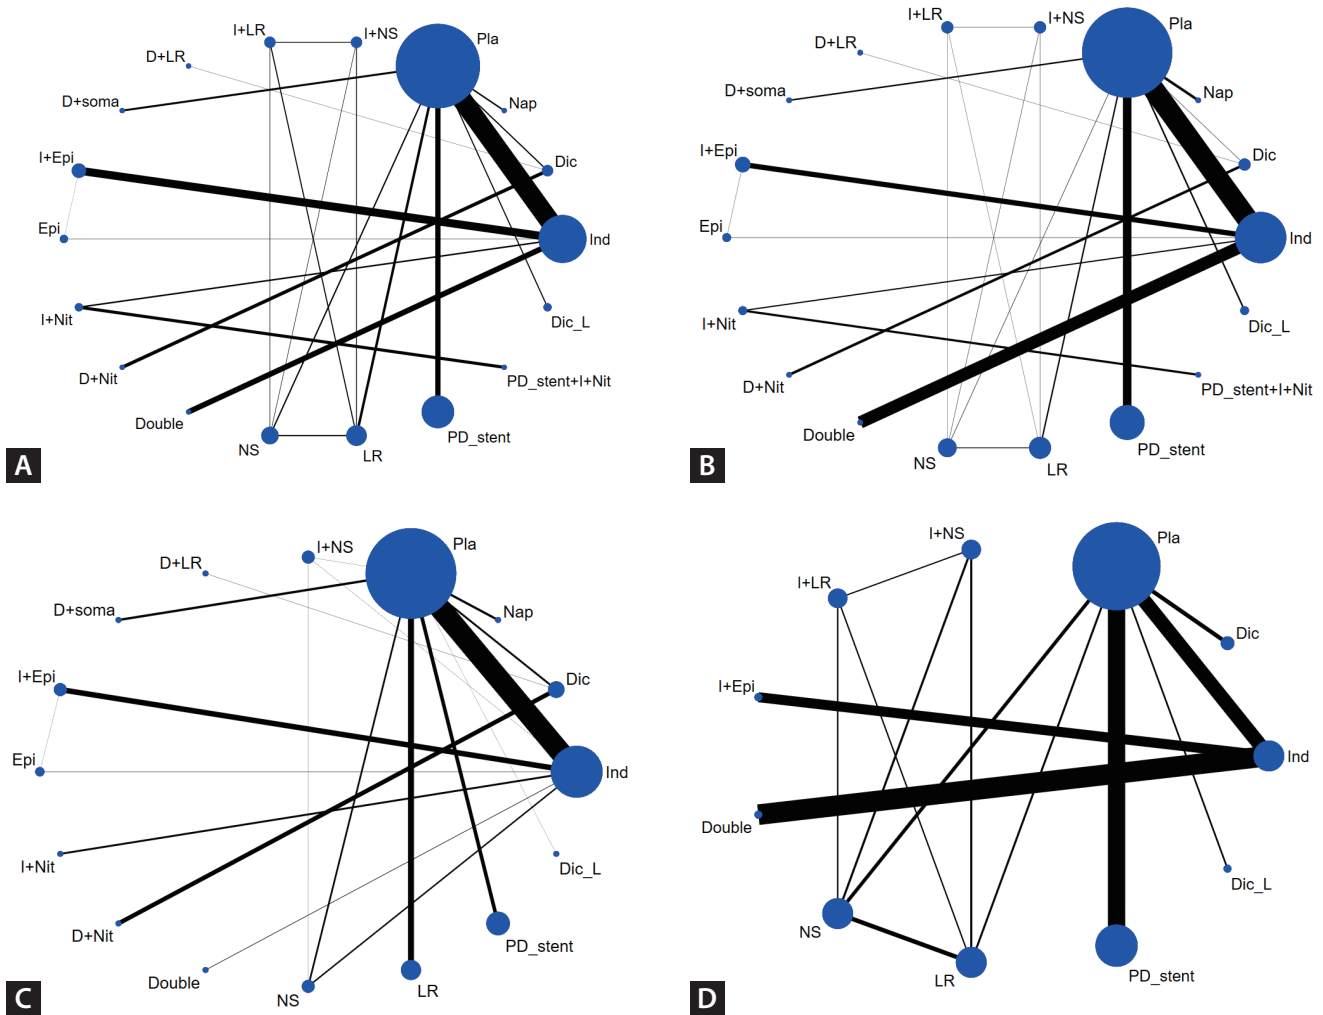 I+LR
I+NS
Pla
D+LR
Nap
D+soma
I+Epi
Dic
Epi
Ind
I+Nit
Dic_L
D+Nit
PD_stent+I+Nit
Double
NS
LR
PD_stent
A
I+LR
I+NS
Pla
D+LR
Nap
D+soma
I+Epi
Dic
Epi
Ind
I+Nit
Dic_L
D+Nit
PD_stent+I+Nit
Double
NS
LR
PD_stent
B
I+NS
Pla
D+LR
Nap
D+soma
I+Epi
Dic
Epi
Ind
I+Nit
Dic_L
D+Nit
PD_stent
Double
NS
LR
C
I+NS
Pla
I+LR
Dic
I+Epi
Ind
Double
Dic_L
NS
LR
PD_stent
D